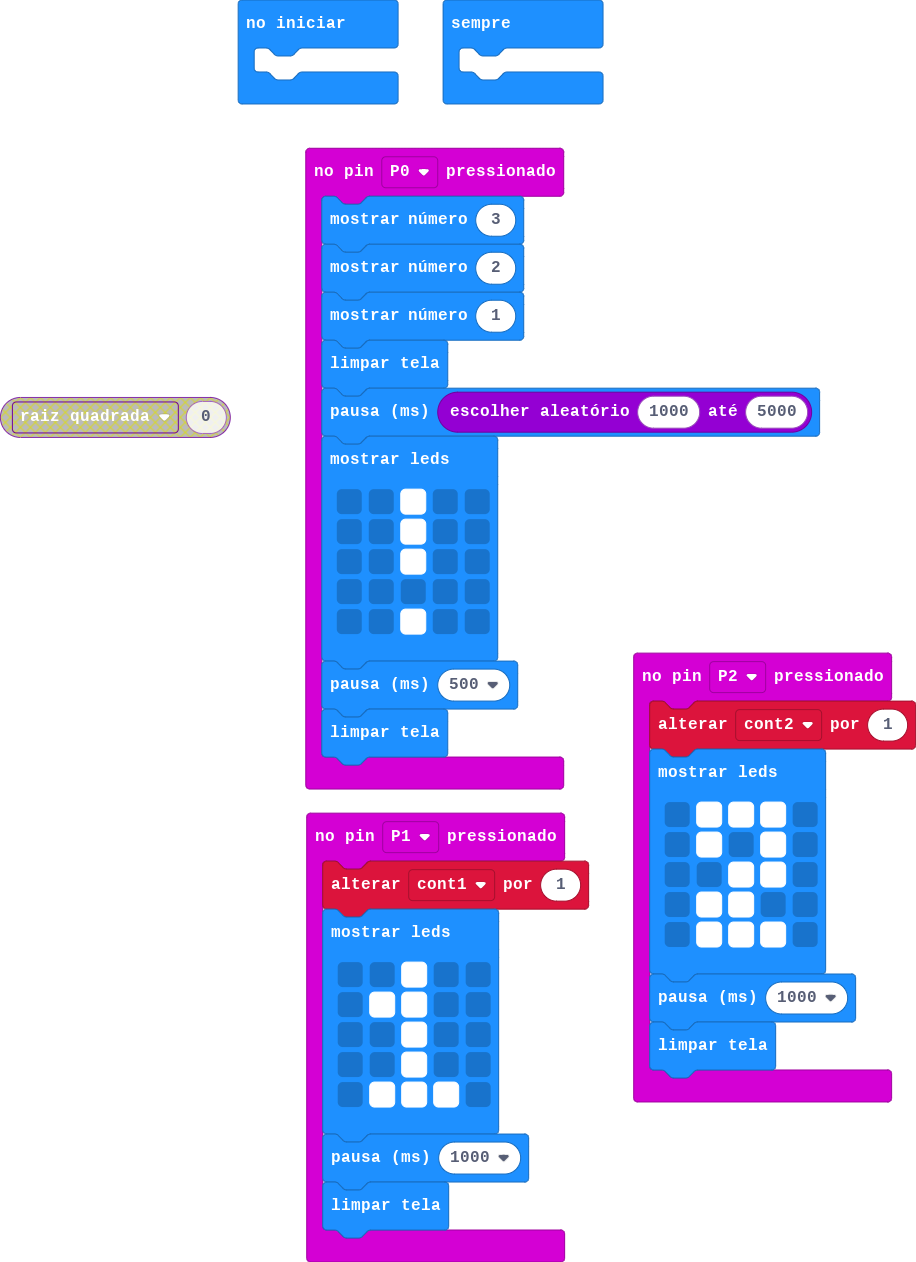 no iniciar
sempre
no pin P0 pressionado
mostrar número 3
mostrar número 2
mostrar número 1
limpar tela
raiz quadrada 0
pausa (ms) escolher aleatório 1000 até 5000
mostrar leds
pausa (ms) 500
limpar tela
no pin P2 pressionado
alterar cont2 por 1
mostrar leds
pausa (ms) 1000
limpar tela
no pin P1 pressionado
alterar cont1 por 1
mostrar leds
pausa (ms) 1000
limpar tela